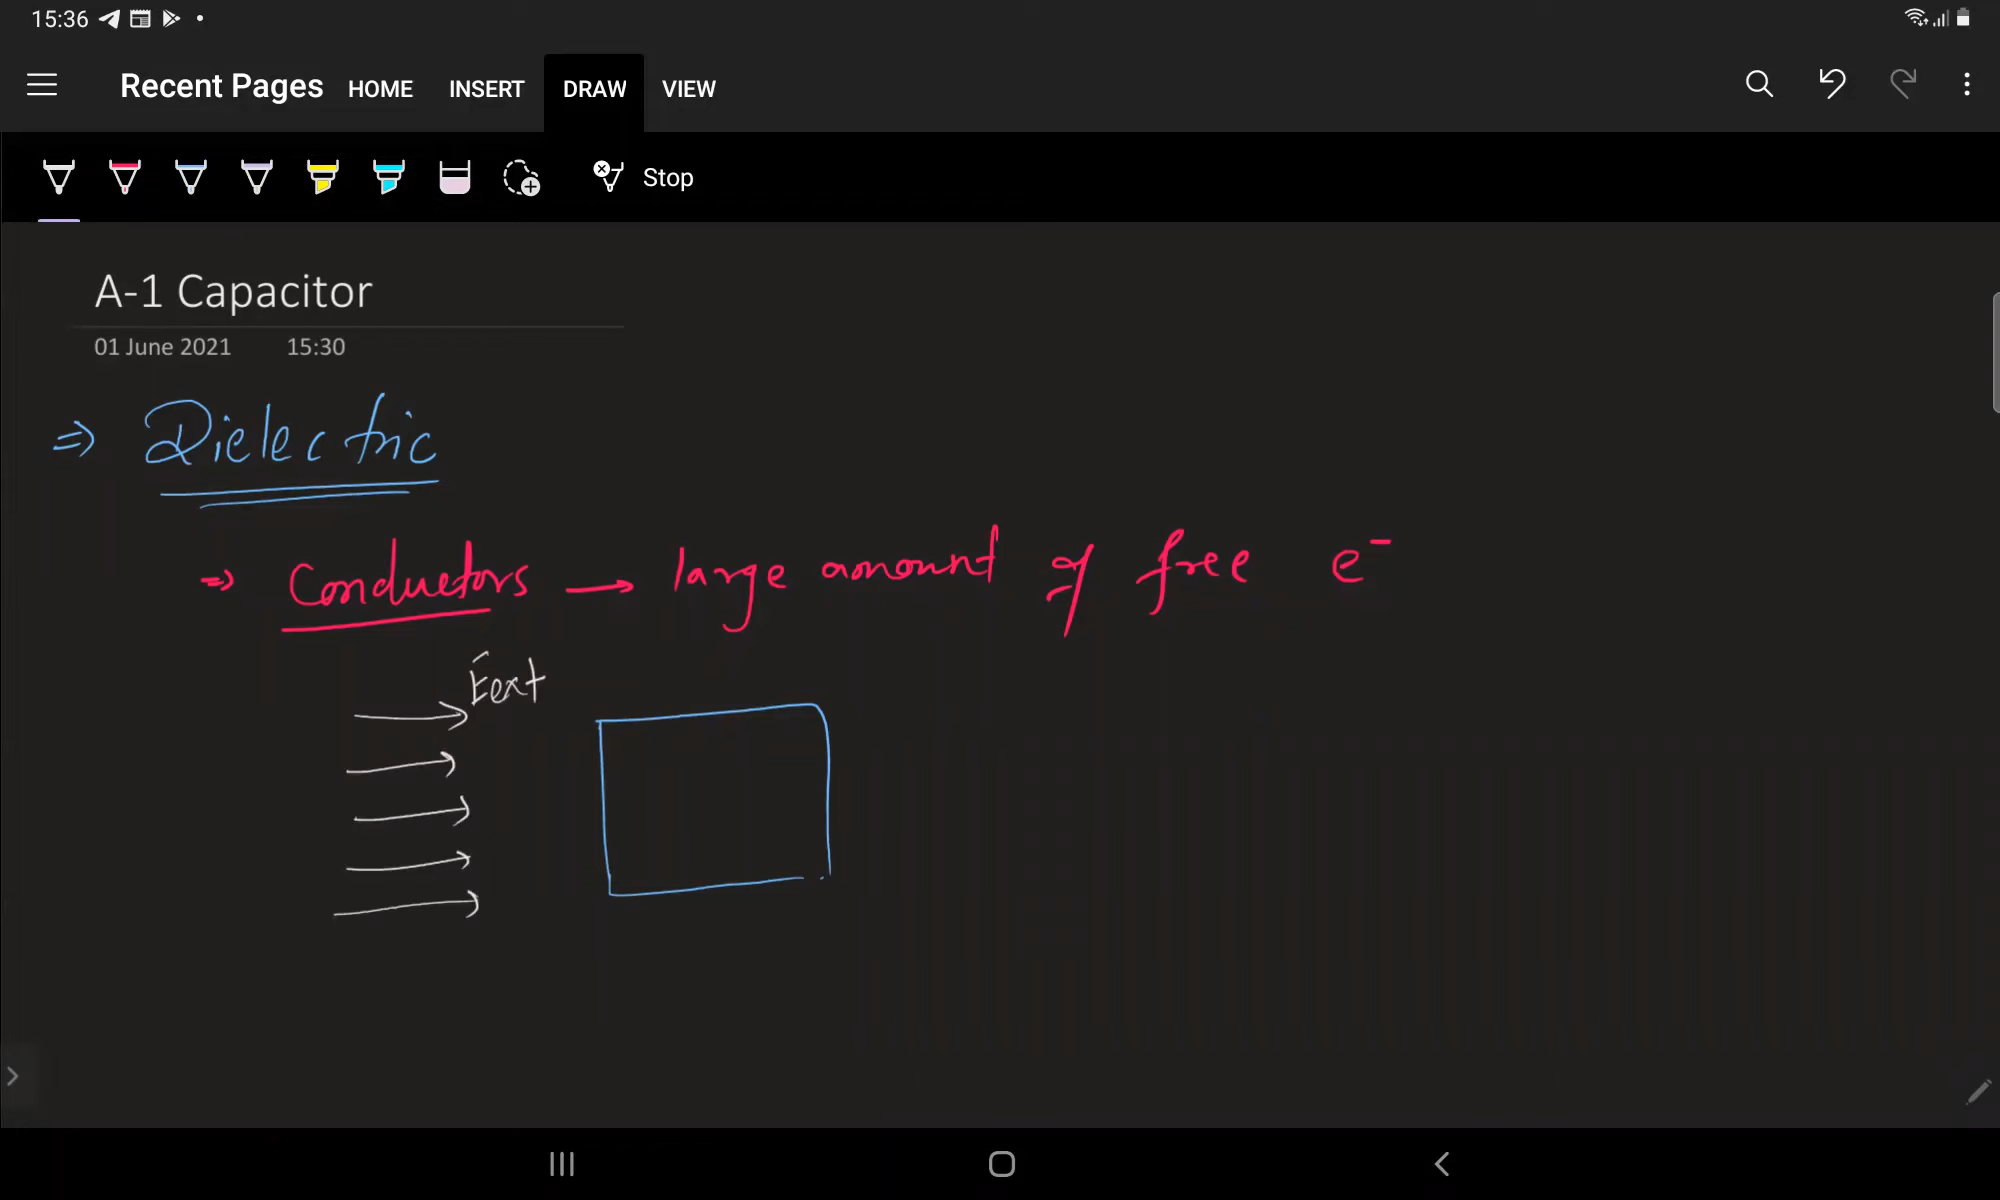 15:36
Recent Pages HOME INSERT DRAW VIEW
Stop
A-1 Capacitor
01 June 2021 15:30
⇒ Dielectric
⇒ Conductors → large amount of free e⁻
Eext